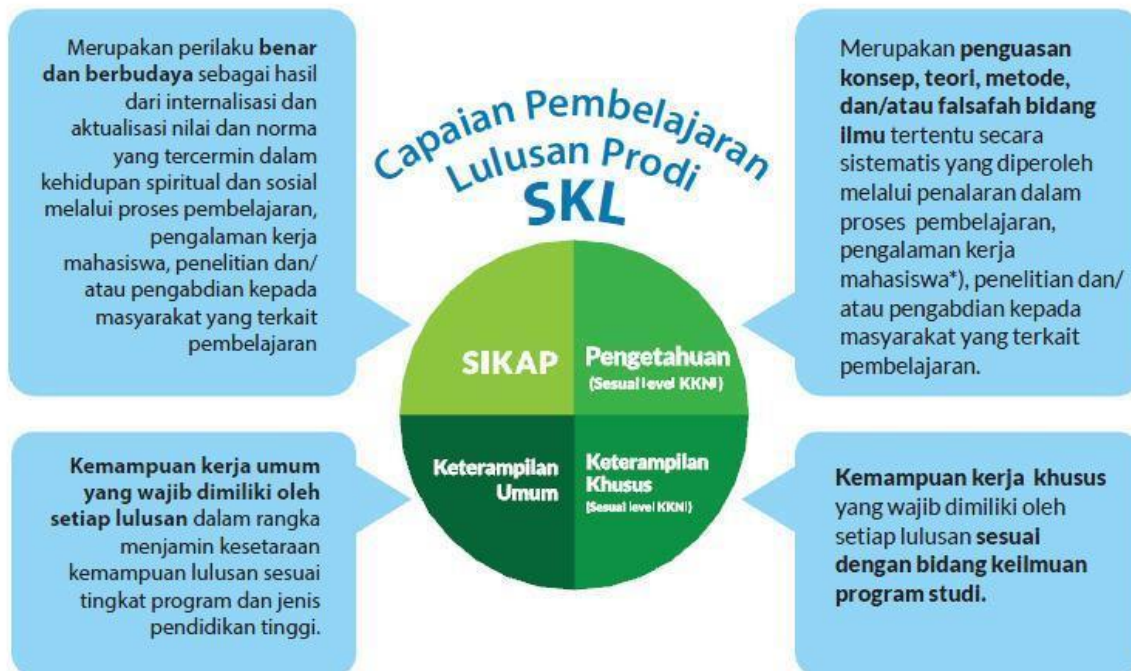 Merupakan perilaku benar
dan berbudaya sebagai hasil
dari internalisasi dan
aktualisasi nilai dan norma
yang tercermin dalam
kehidupan spiritual dan sosial
melalui proses pembelajaran,
pengalaman kerja
mahasiswa, penelitian dan/
atau pengabdian kepada
masyarakat yang terkait
pembelajaran
Capaian Pembelajaran
Lulusan Prodi
SKL
Merupakan penguasan
konsep, teori, metode,
dan/atau falsafah bidang
ilmu tertentu secara
sistematis yang diperoleh
melalui penalaran dalam
proses pembelajaran,
pengalaman kerja
mahasiswa*), penelitian dan/
atau pengabdian kepada
masyarakat yang terkait
pembelajaran.
SIKAP
Pengetahuan
(Sesuai level KKNI)
Keterampilan
Umum
Keterampilan
Khusus
(Sesuai level KKNI)
Kemampuan kerja umum
yang wajib dimiliki oleh
setiap lulusan dalam rangka
menjamin kesetaraan
kemampuan lulusan sesuai
tingkat program dan jenis
pendidikan tinggi.
Kemampuan kerja khusus
yang wajib dimiliki oleh
setiap lulusan sesuai
dengan bidang keilmuan
program studi.